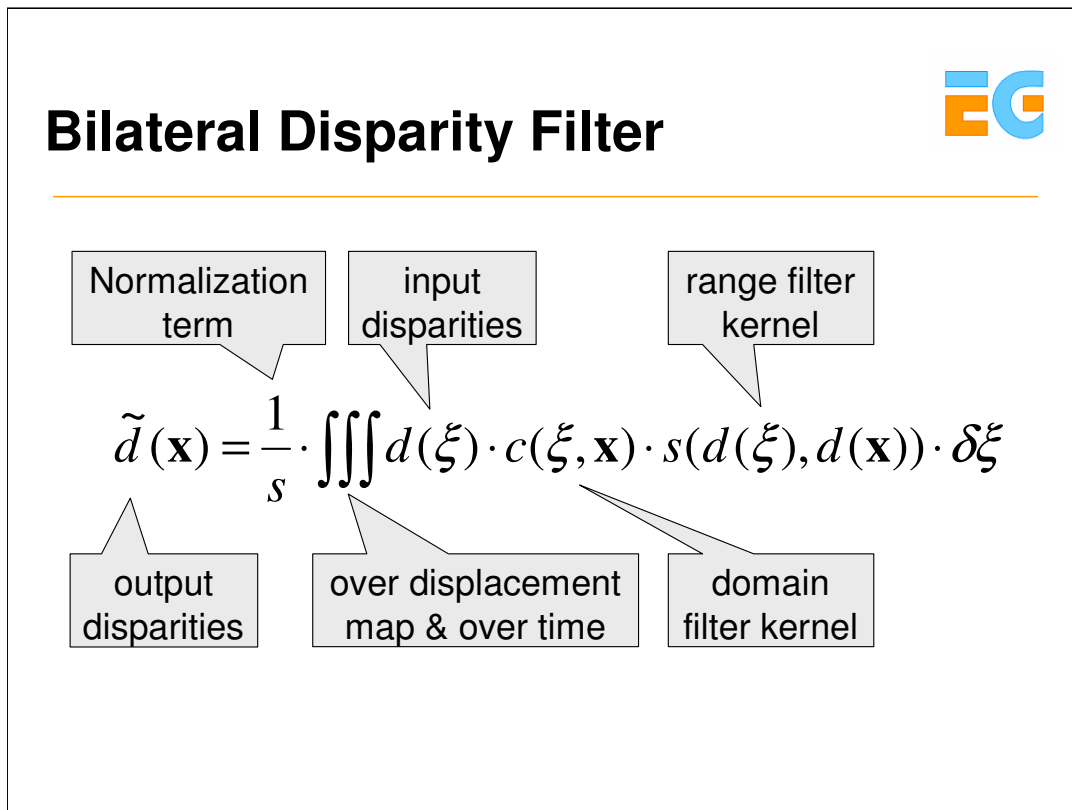 Bilateral Disparity Filter
EG
Normalization
term
input
disparities
range filter
kernel
d̃(x) = 1/s · ∭ d(ξ) · c(ξ, x) · s(d(ξ), d(x)) · δξ
output
disparities
over displacement
map & over time
domain
filter kernel